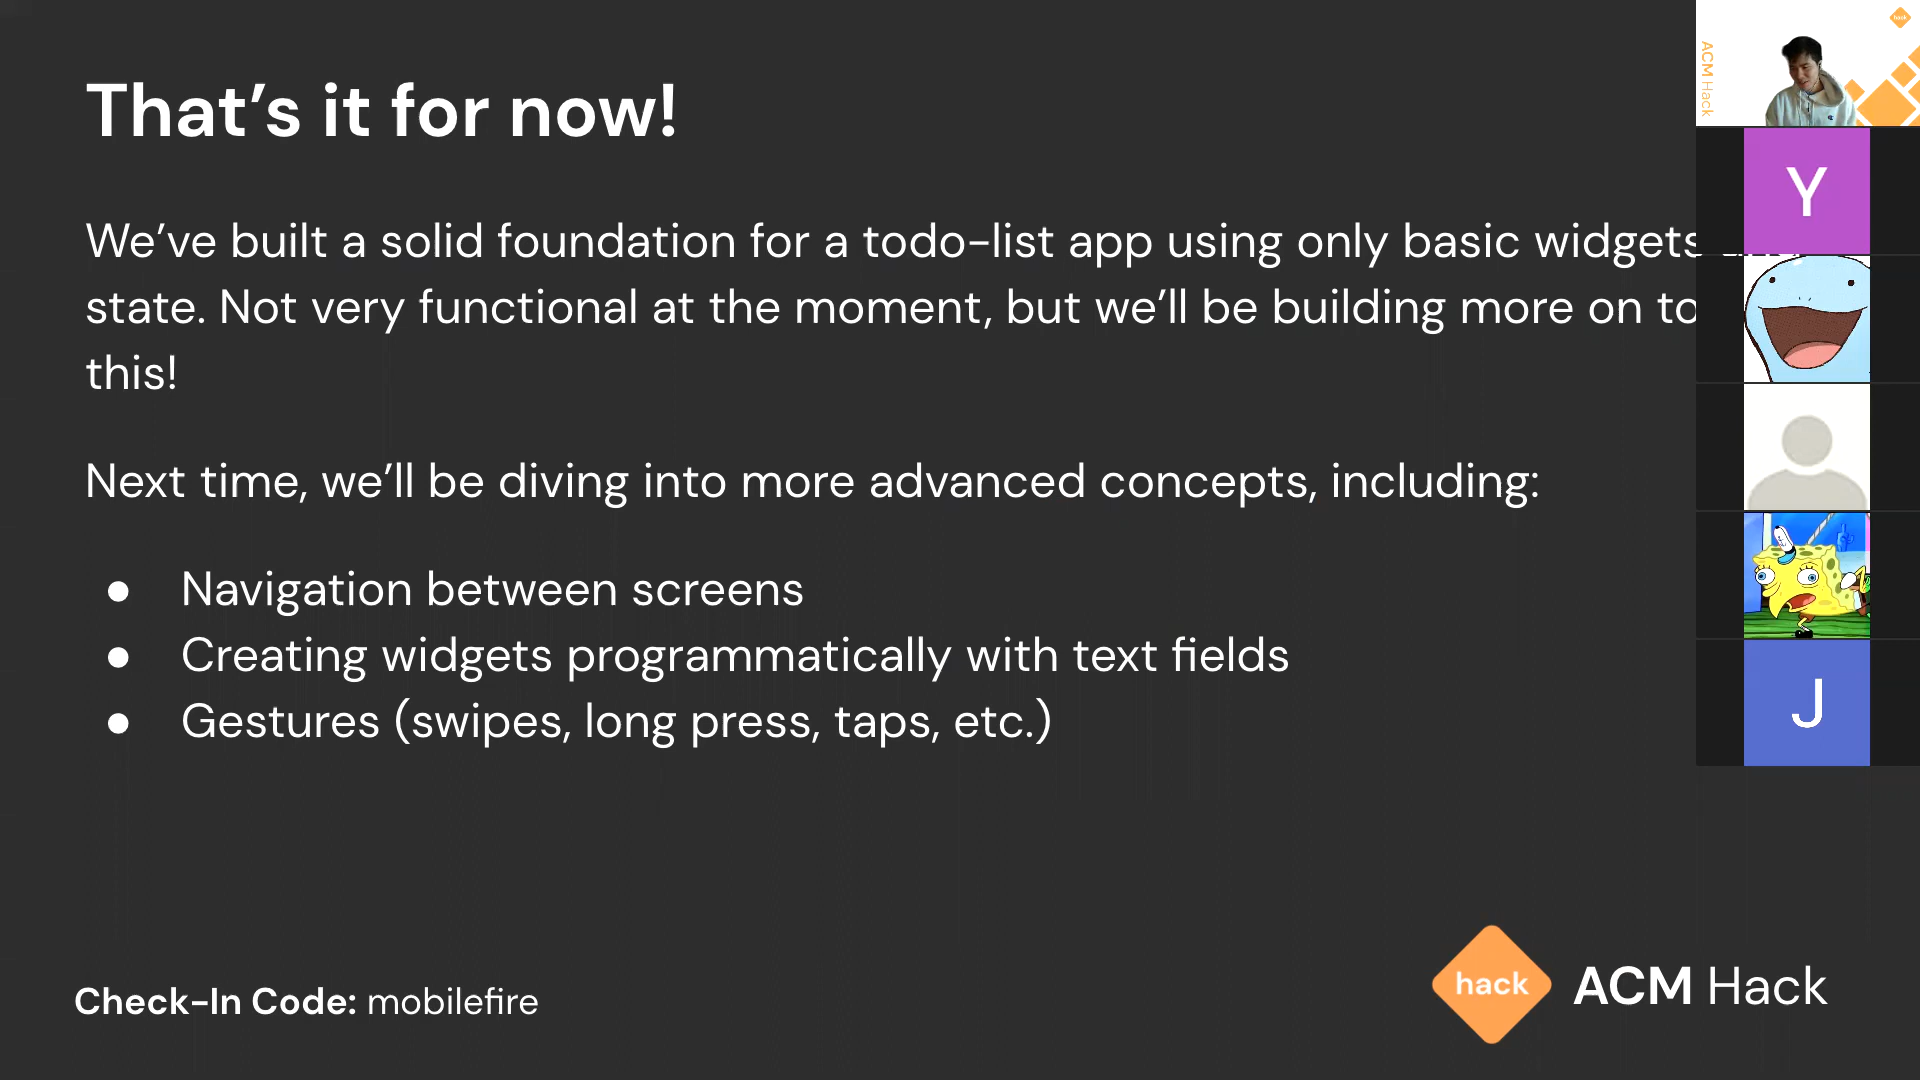 That’s it for now!
We’ve built a solid foundation for a todo-list app using only basic widgets
state. Not very functional at the moment, but we’ll be building more on to
this!
Next time, we’ll be diving into more advanced concepts, including:
● Navigation between screens
● Creating widgets programmatically with text fields
● Gestures (swipes, long press, taps, etc.)
Check-In Code: mobilefire
hack ACM Hack
ACM Hack
hack
Y
J